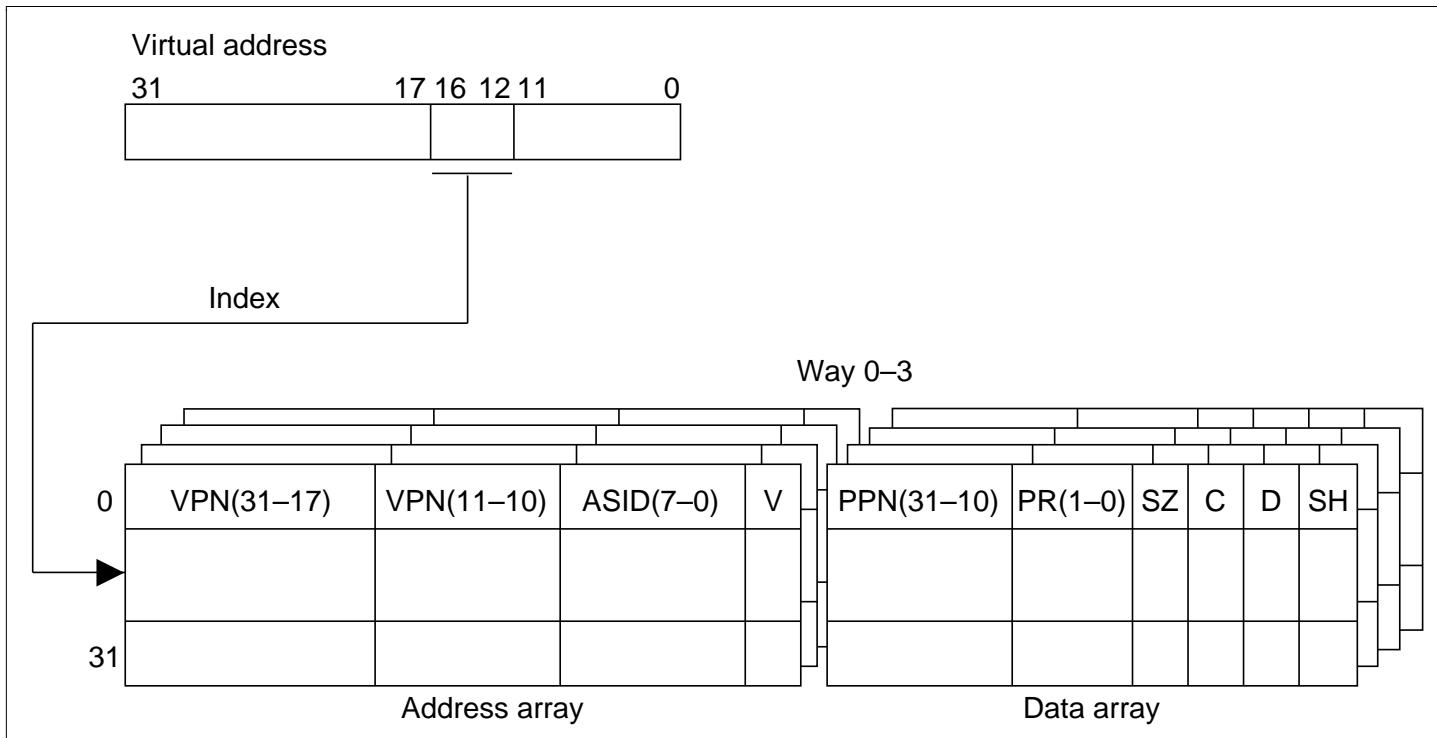 Virtual address
31 17 16 12 11 0
Index
Way 0–3
0 VPN(31–17) VPN(11–10) ASID(7–0) V PPN(31–10) PR(1–0) SZ C D SH
31
Address array Data array